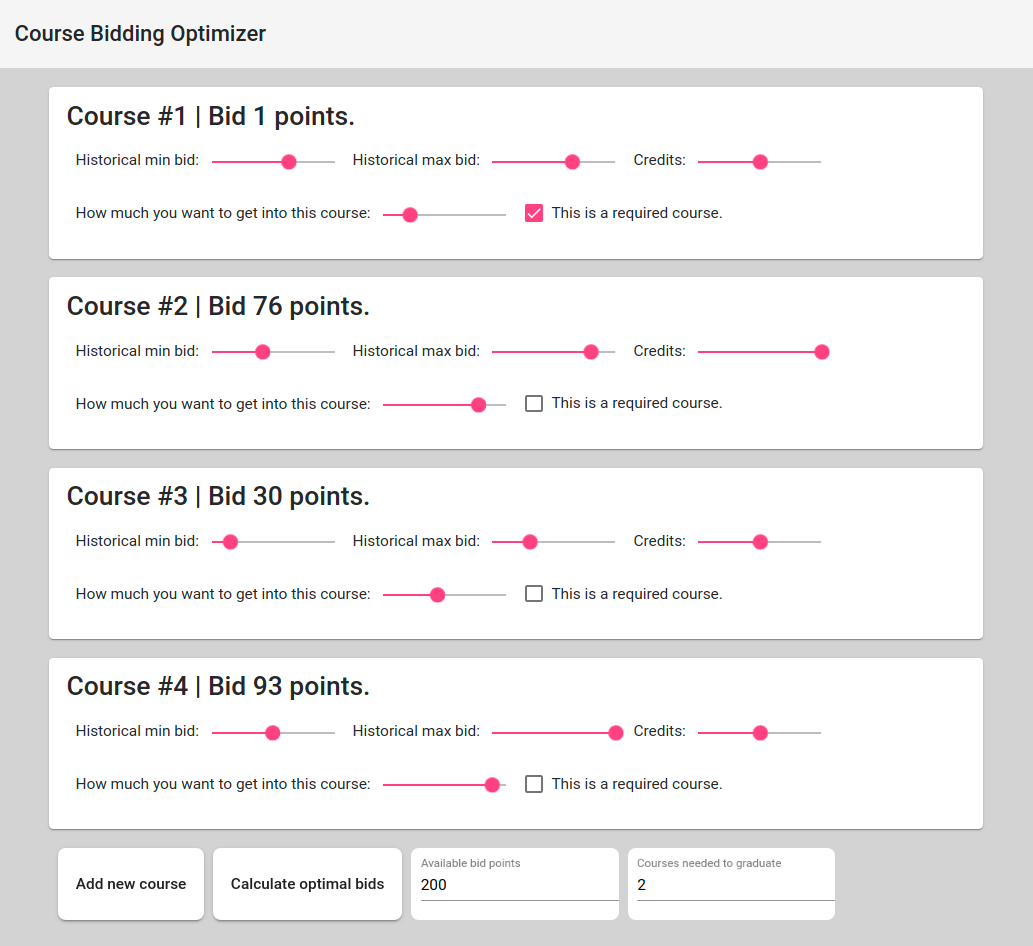 Course Bidding Optimizer
Course #1 | Bid 1 points.
Historical min bid: Historical max bid: Credits:
How much you want to get into this course: This is a required course.
Course #2 | Bid 76 points.
Historical min bid: Historical max bid: Credits:
How much you want to get into this course: This is a required course.
Course #3 | Bid 30 points.
Historical min bid: Historical max bid: Credits:
How much you want to get into this course: This is a required course.
Course #4 | Bid 93 points.
Historical min bid: Historical max bid: Credits:
How much you want to get into this course: This is a required course.
Add new course
Calculate optimal bids
Available bid points
200
Courses needed to graduate
2